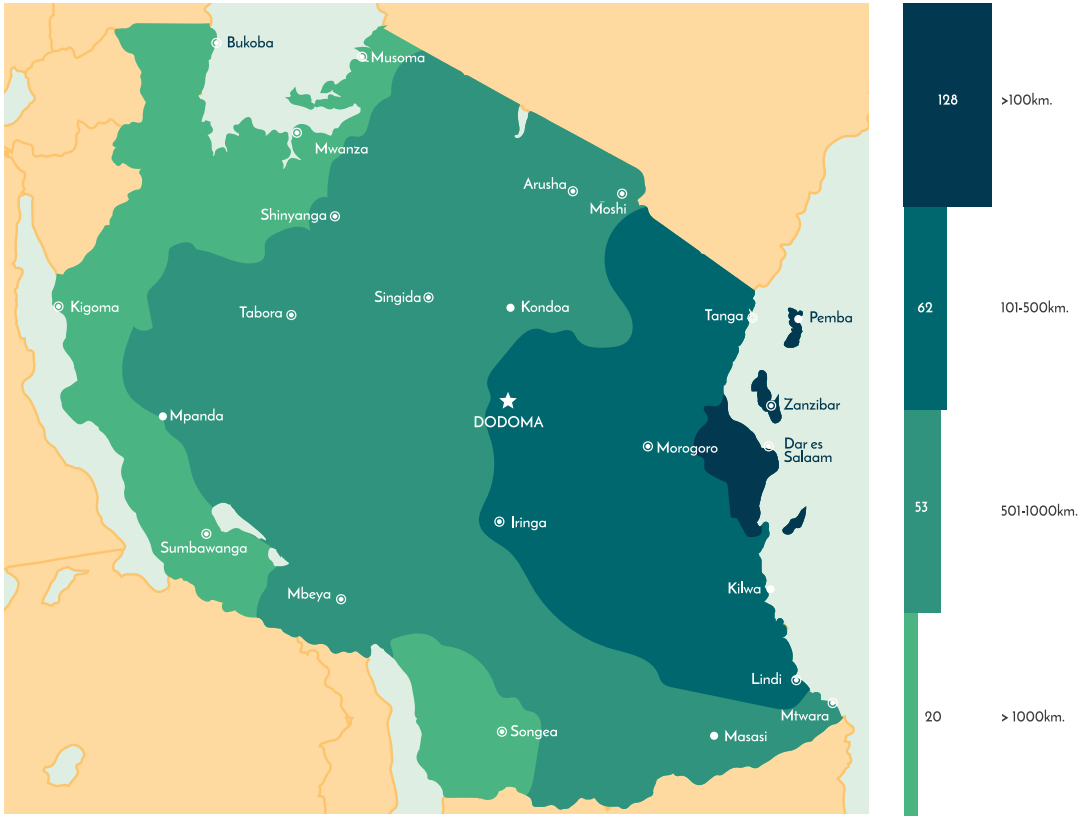 Bukoba
Musoma
Mwanza
Arusha
Moshi
Shinyanga
Kigoma
Tabora
Singida
Kondoa
Tanga
Pemba
Mpanda
DODOMA
Zanzibar
Morogoro
Dar es
Salaam
Iringa
Sumbawanga
Mbeya
Kilwa
Lindi
Mtwara
Songea
Masasi
128 >100km.
62 101-500km.
53 501-1000km.
20 > 1000km.